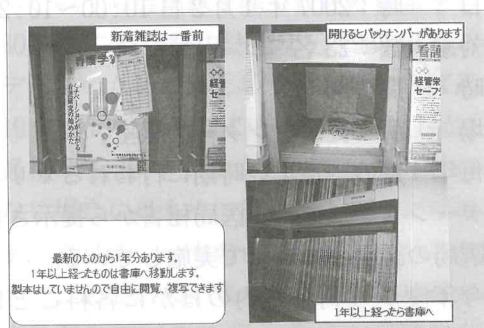 新着雑誌は一番前
開けるとバックナンバーがあります
最新のものから1年分あります。
1年以上経ったものは書庫へ移動します。
製本はしていませんので自由に閲覧、複写できます
1年以上経ったら書庫へ